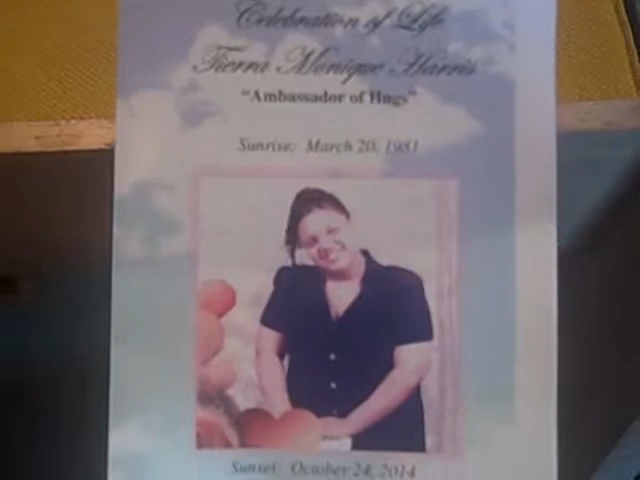 Celebration of Life
Tierra Monique Harris
"Ambassador of Hugs"
Sunrise: March 20, 1981
Sunset: October 24, 2014